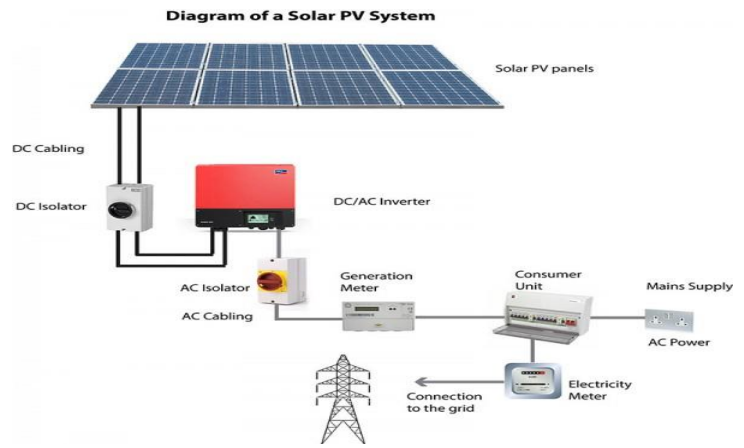 Diagram of a Solar PV System
Solar PV panels
DC Cabling
DC Isolator
DC/AC Inverter
AC Isolator
AC Cabling
Generation
Meter
Consumer
Unit
Mains Supply
AC Power
Electricity
Meter
Connection
to the grid